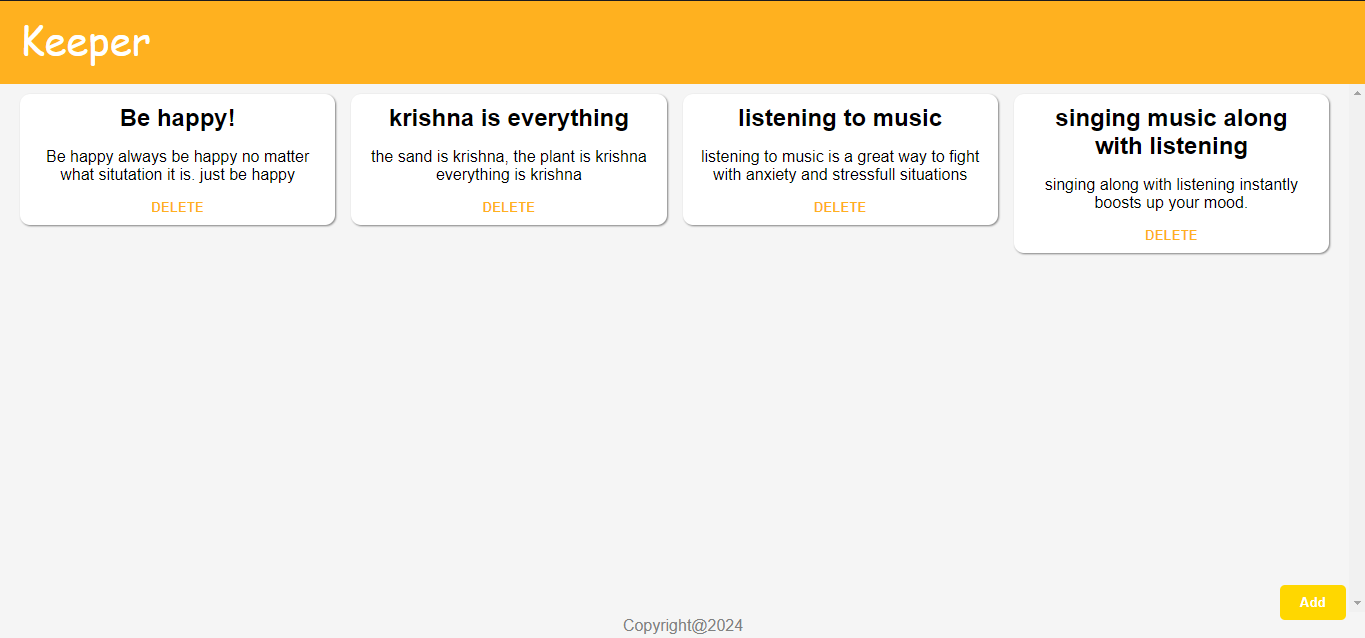 Keeper
Be happy!
Be happy always be happy no matter
what situtation it is. just be happy
DELETE
krishna is everything
the sand is krishna, the plant is krishna
everything is krishna
DELETE
listening to music
listening to music is a great way to fight
with anxiety and stressfull situations
DELETE
singing music along
with listening
singing along with listening instantly
boosts up your mood.
DELETE
Add
Copyright@2024